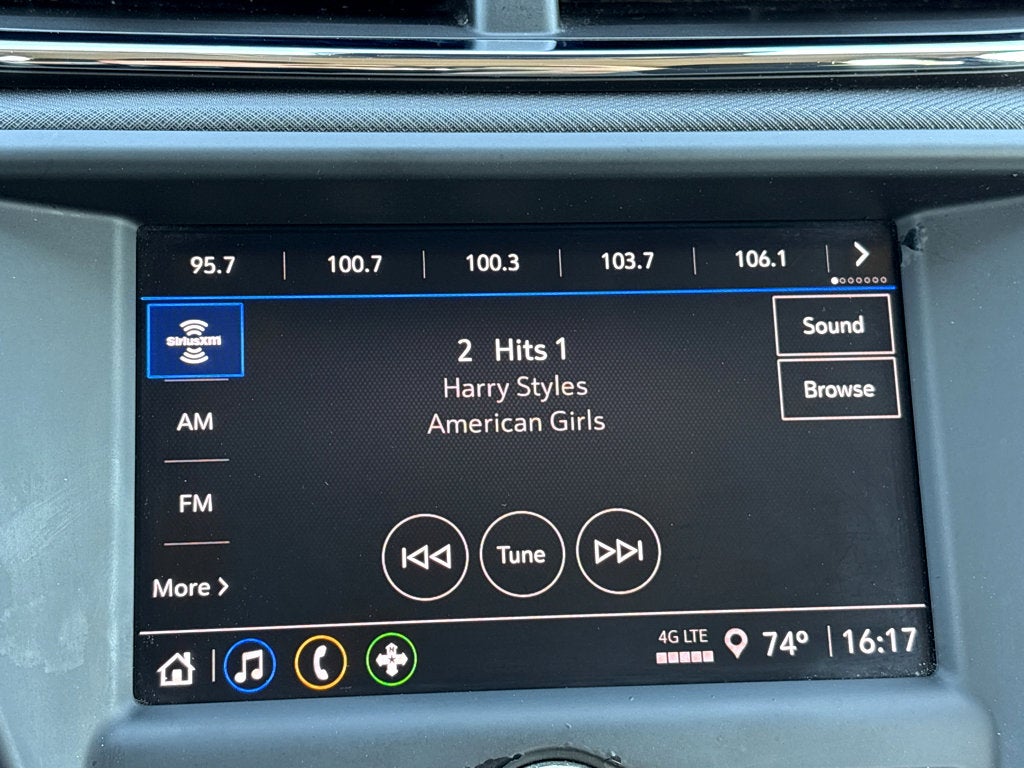 95.7 100.7 100.3 103.7 106.1
SiriusXM
Sound
2 Hits 1
Harry Styles
Browse
American Girls
AM
FM
Tune
More
4G LTE
74° 16:17